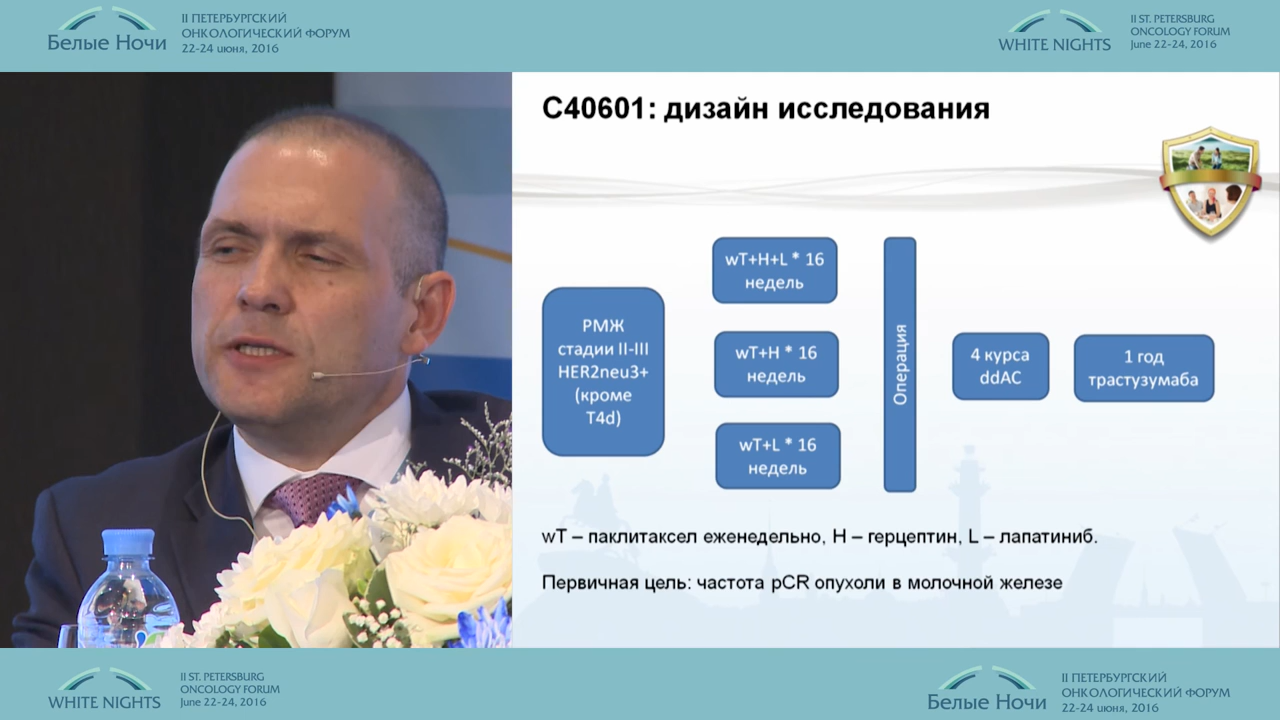 Белые Ночи
II ПЕТЕРБУРГСКИЙ
ОНКОЛОГИЧЕСКИЙ ФОРУМ
22-24 июня, 2016
WHITE NIGHTS
II ST. PETERSBURG
ONCOLOGY FORUM
June 22-24, 2016
C40601: дизайн исследования
РМЖ
стадии II-III
HER2neu3+
(кроме
T4d)
wT+H+L * 16
недель
wT+H * 16
недель
wT+L * 16
недель
Операция
4 курса
ddAC
1 год
трастузумаба
wT – паклитаксел еженедельно, H – герцептин, L – лапатиниб.
Первичная цель: частота pCR опухоли в молочной железе
WHITE NIGHTS
II ST. PETERSBURG
ONCOLOGY FORUM
June 22-24, 2016
Белые Ночи
II ПЕТЕРБУРГСКИЙ
ОНКОЛОГИЧЕСКИЙ ФОРУМ
22-24 июня, 2016